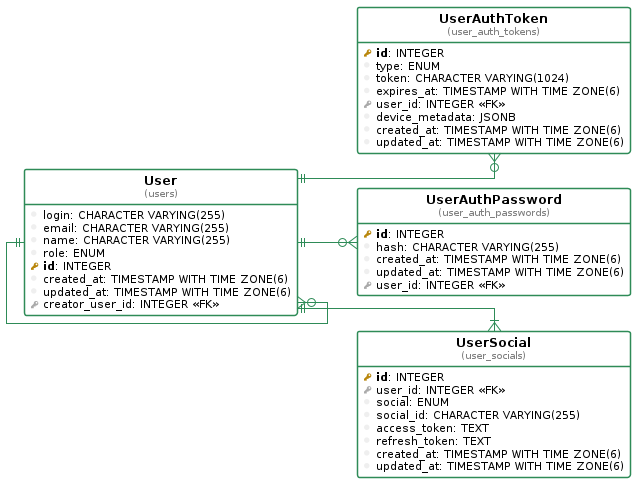 UserAuthToken
(user_auth_tokens)
id: INTEGER
type: ENUM
token: CHARACTER VARYING(1024)
expires_at: TIMESTAMP WITH TIME ZONE(6)
user_id: INTEGER «FK»
device_metadata: JSONB
created_at: TIMESTAMP WITH TIME ZONE(6)
updated_at: TIMESTAMP WITH TIME ZONE(6)
User
(users)
login: CHARACTER VARYING(255)
email: CHARACTER VARYING(255)
name: CHARACTER VARYING(255)
role: ENUM
id: INTEGER
created_at: TIMESTAMP WITH TIME ZONE(6)
updated_at: TIMESTAMP WITH TIME ZONE(6)
creator_user_id: INTEGER «FK»
UserAuthPassword
(user_auth_passwords)
id: INTEGER
hash: CHARACTER VARYING(255)
created_at: TIMESTAMP WITH TIME ZONE(6)
updated_at: TIMESTAMP WITH TIME ZONE(6)
user_id: INTEGER «FK»
UserSocial
(user_socials)
id: INTEGER
user_id: INTEGER «FK»
social: ENUM
social_id: CHARACTER VARYING(255)
access_token: TEXT
refresh_token: TEXT
created_at: TIMESTAMP WITH TIME ZONE(6)
updated_at: TIMESTAMP WITH TIME ZONE(6)